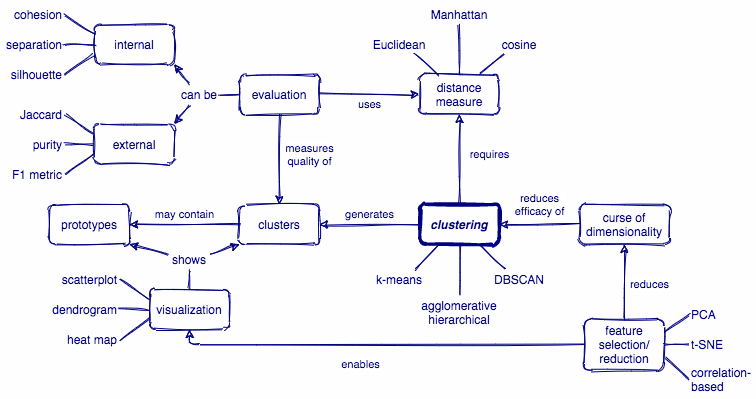 cohesion
separation
silhouette
internal
Jaccard
purity
F1 metric
external
can be
evaluation
uses
Manhattan
Euclidean
cosine
distance
measure
measures
quality of
requires
prototypes
may contain
clusters
generates
clustering
reduces
efficacy of
curse of
dimensionality
k-means
agglomerative
hierarchical
DBSCAN
shows
scatterplot
dendrogram
heat map
visualization
reduces
enables
feature
selection/
reduction
PCA
t-SNE
correlation-
based